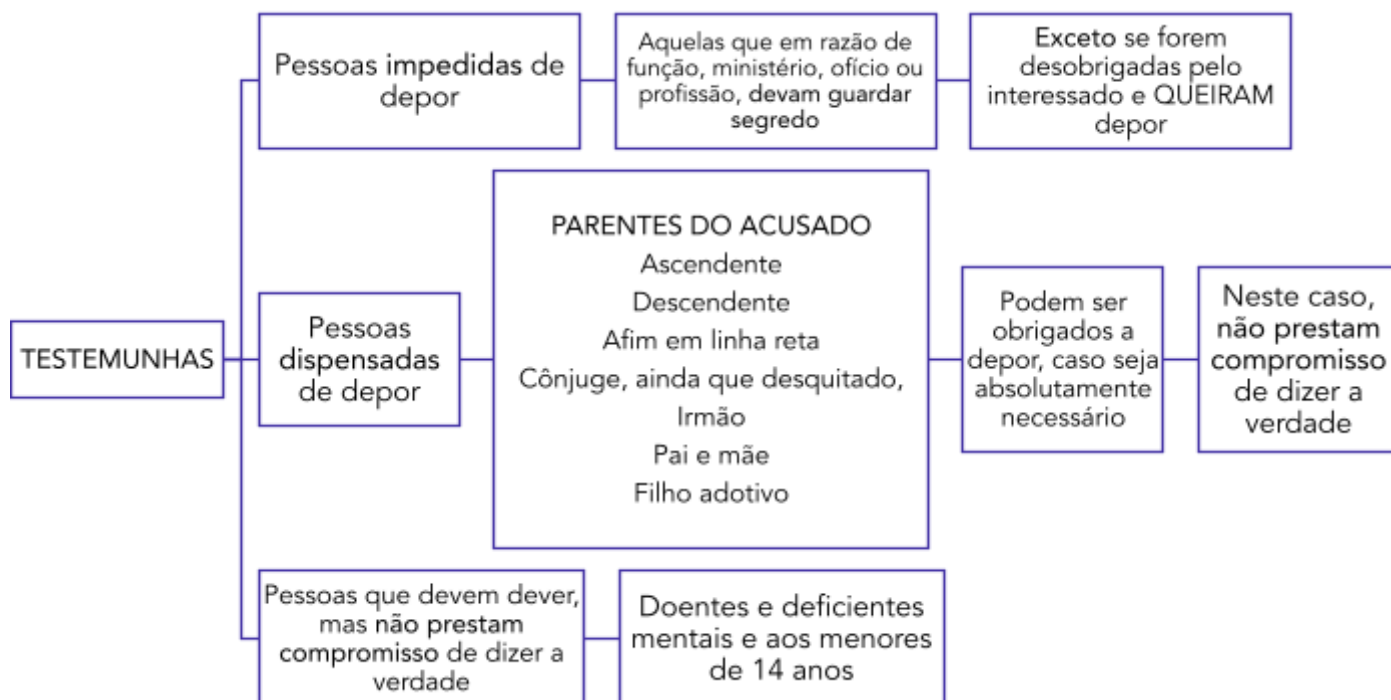 Pessoas impedidas de
depor
Aquelas que em razão de
função, ministério, ofício ou
profissão, devam guardar
segredo
Exceto se forem
desobrigadas pelo
interessado e QUEIRAM
depor
TESTEMUNHAS
Pessoas
dispensadas
de depor
PARENTES DO ACUSADO
Ascendente
Descendente
Afim em linha reta
Cônjuge, ainda que desquitado,
Irmão
Pai e mãe
Filho adotivo
Podem ser
obrigados a
depor, caso seja
absolutamente
necessário
Neste caso,
não prestam
compromisso
de dizer a
verdade
Pessoas que devem dever,
mas não prestam
compromisso de dizer a
verdade
Doentes e deficientes
mentais e aos menores
de 14 anos